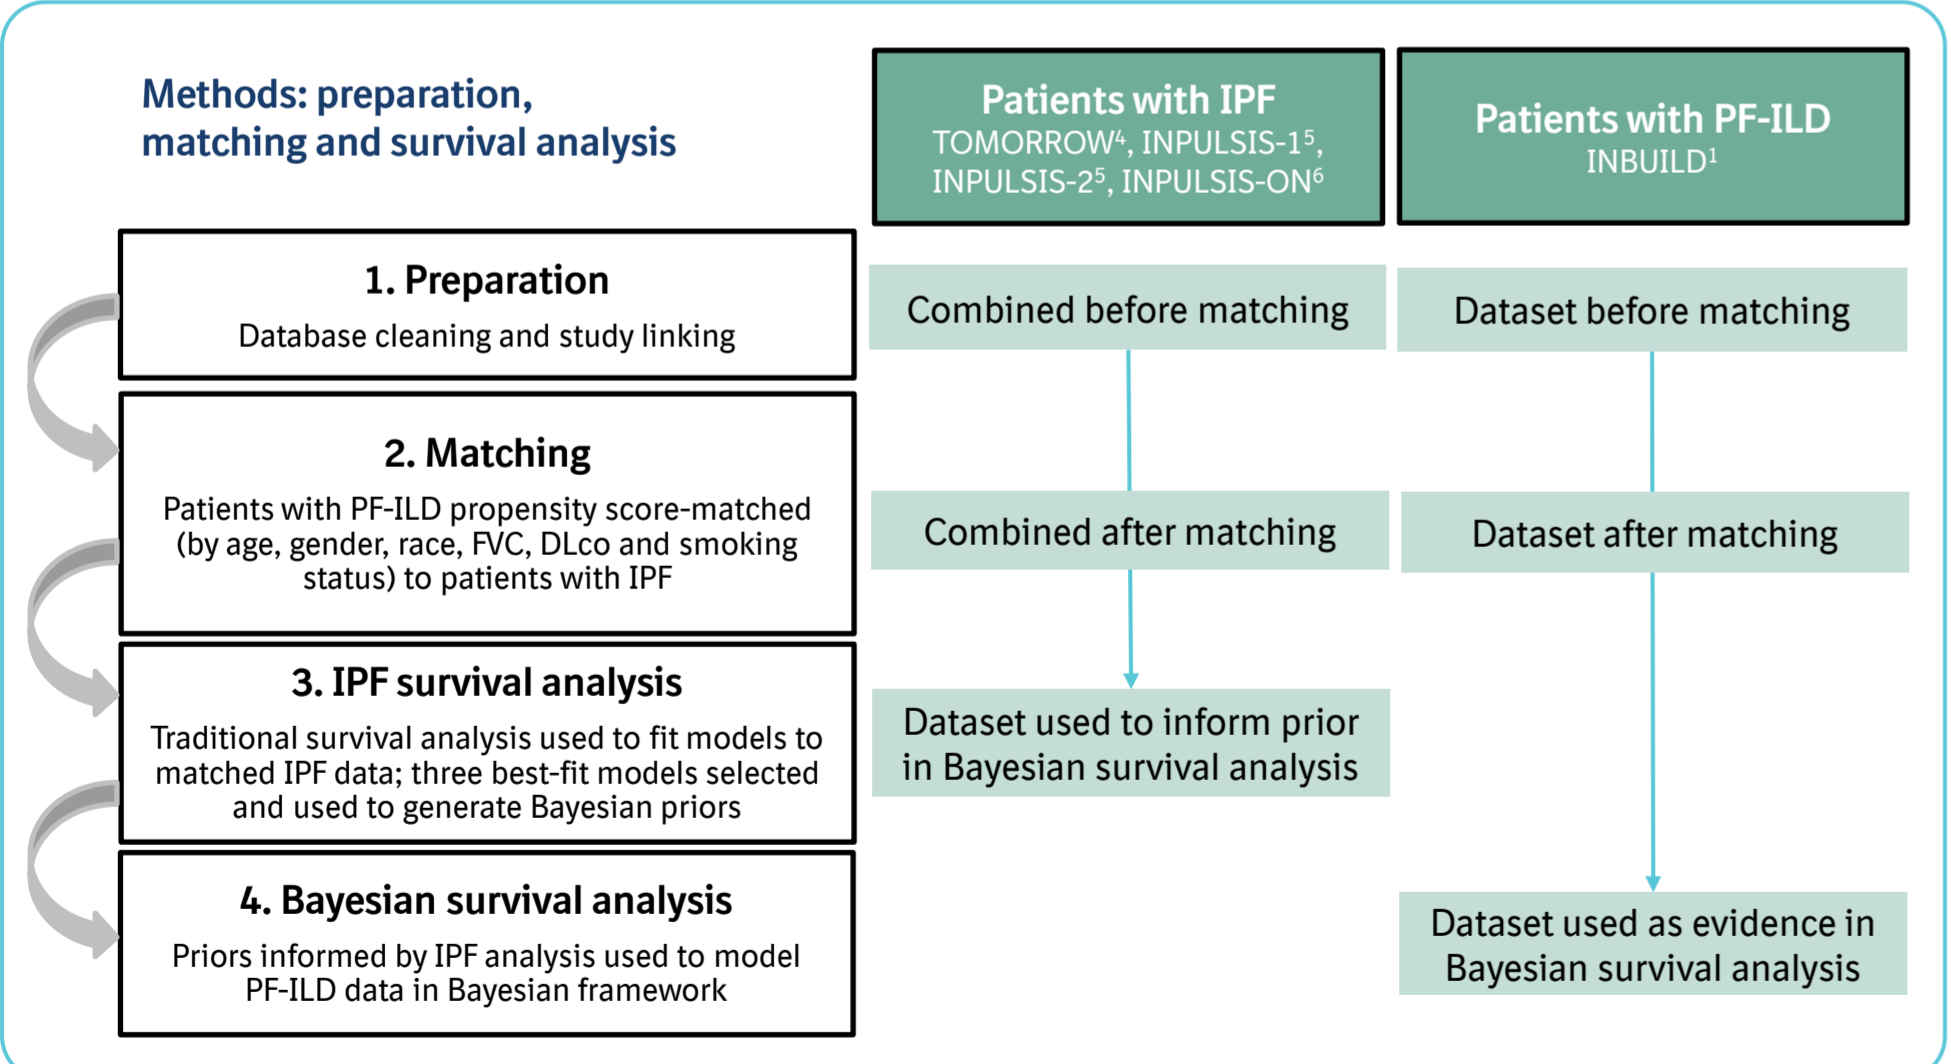 Methods: preparation,
matching and survival analysis
Patients with IPF
TOMORROW⁴, INPULSIS-1⁵,
INPULSIS-2⁵, INPULSIS-ON⁶
Patients with PF-ILD
INBUILD¹
1. Preparation
Database cleaning and study linking
Combined before matching
Dataset before matching
2. Matching
Patients with PF-ILD propensity score-matched
(by age, gender, race, FVC, DLco and smoking
status) to patients with IPF
Combined after matching
Dataset after matching
3. IPF survival analysis
Traditional survival analysis used to fit models to
matched IPF data; three best-fit models selected
and used to generate Bayesian priors
Dataset used to inform prior
in Bayesian survival analysis
4. Bayesian survival analysis
Priors informed by IPF analysis used to model
PF-ILD data in Bayesian framework
Dataset used as evidence in
Bayesian survival analysis